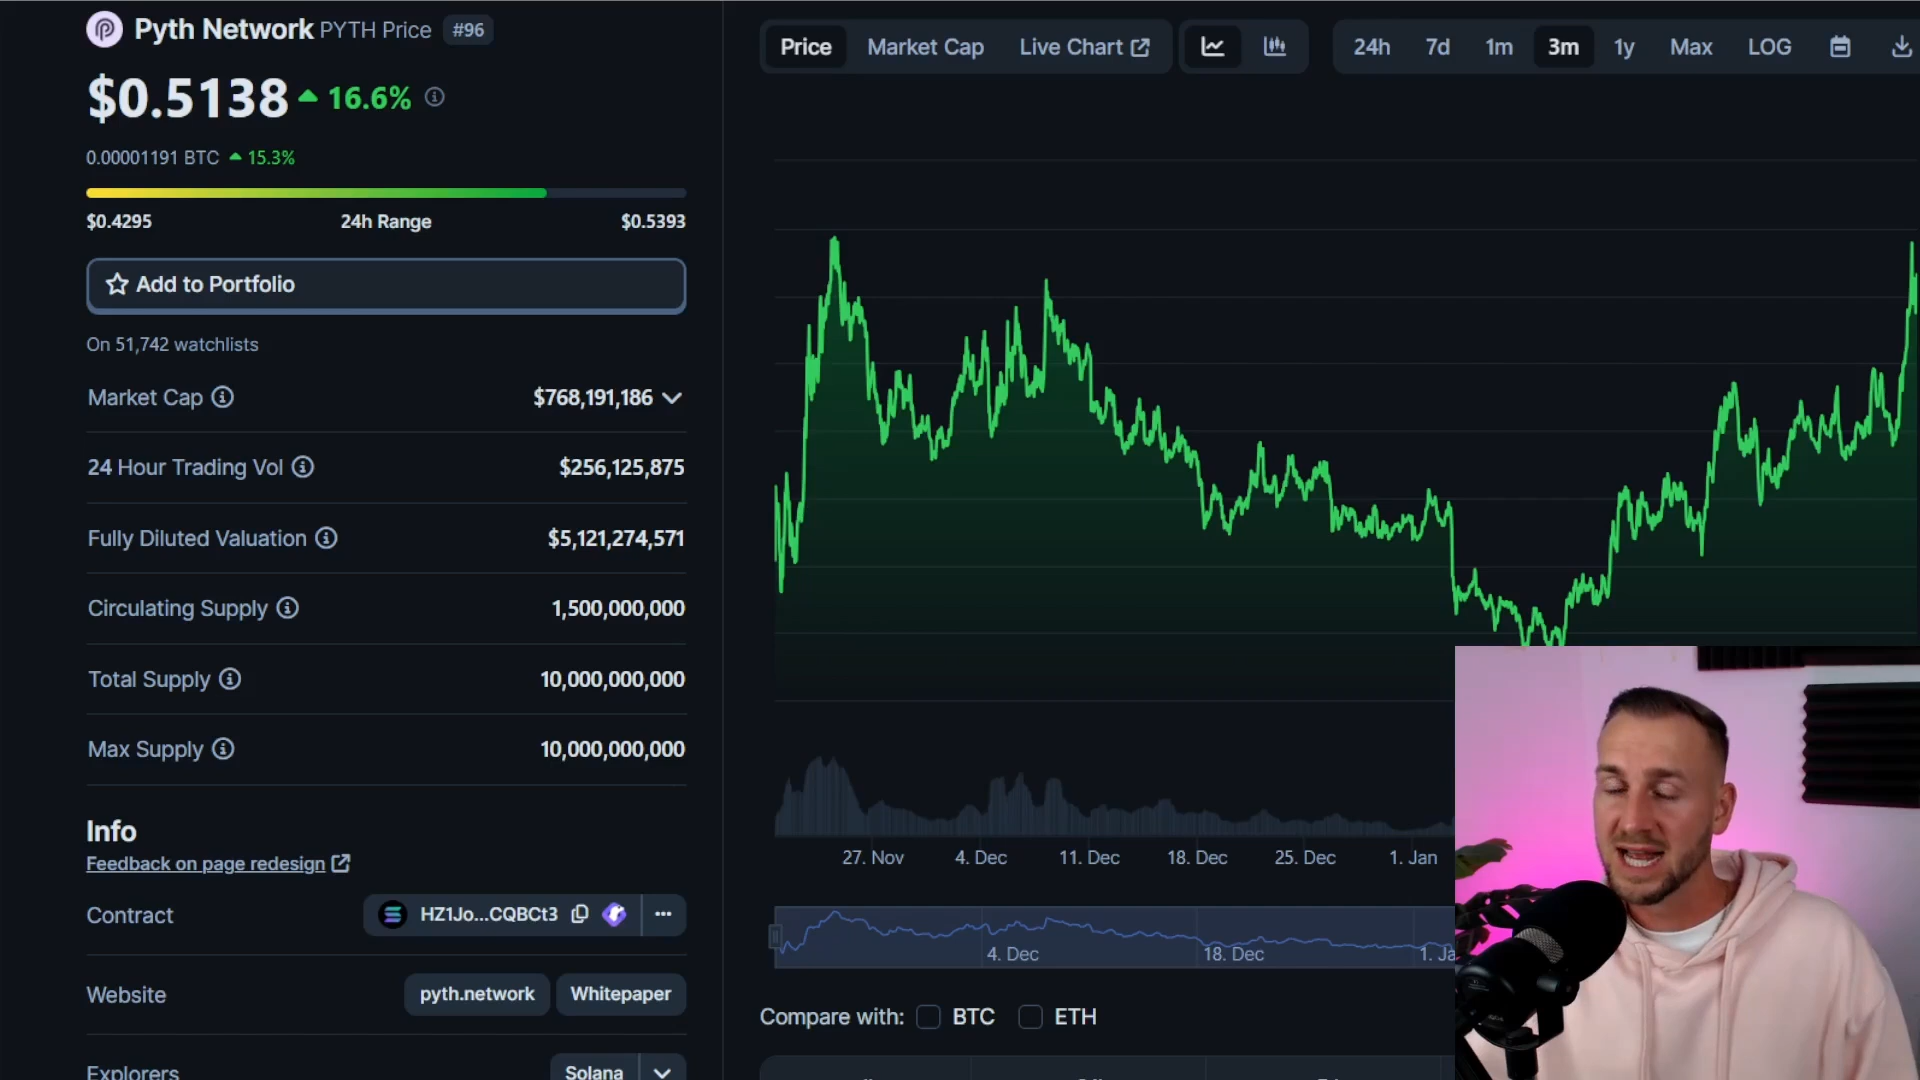 Pyth Network PYTH Price #96
$0.5138 16.6%
0.00001191 BTC 15.3%
$0.4295 24h Range $0.5393
Add to Portfolio
On 51,742 watchlists
Market Cap $768,191,186
24 Hour Trading Vol $256,125,875
Fully Diluted Valuation $5,121,274,571
Circulating Supply 1,500,000,000
Total Supply 10,000,000,000
Max Supply 10,000,000,000
Info
Feedback on page redesign
Contract HZ1Jo...CQBCt3
Website pyth.network Whitepaper
Explorers Solana
Price Market Cap Live Chart 24h 7d 1m 3m 1y Max LOG
27. Nov 4. Dec 11. Dec 18. Dec 25. Dec 1. Jan
4. Dec 18. Dec 1. Ja
Compare with: BTC ETH